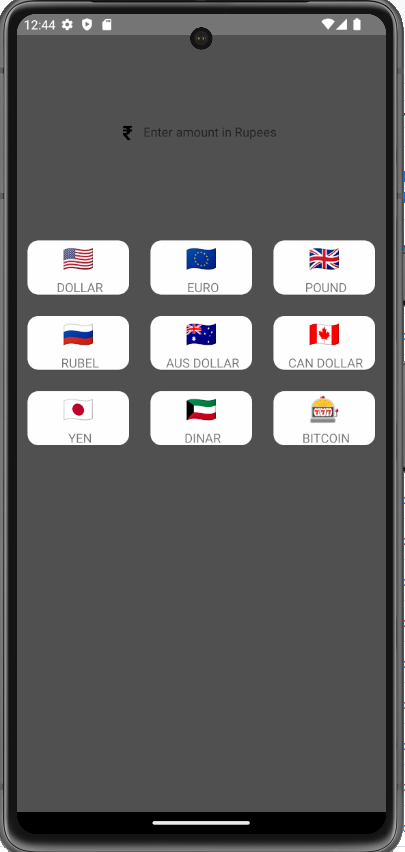 12:44
₹ Enter amount in Rupees
DOLLAR EURO POUND
RUBEL AUS DOLLAR CAN DOLLAR
YEN DINAR BITCOIN